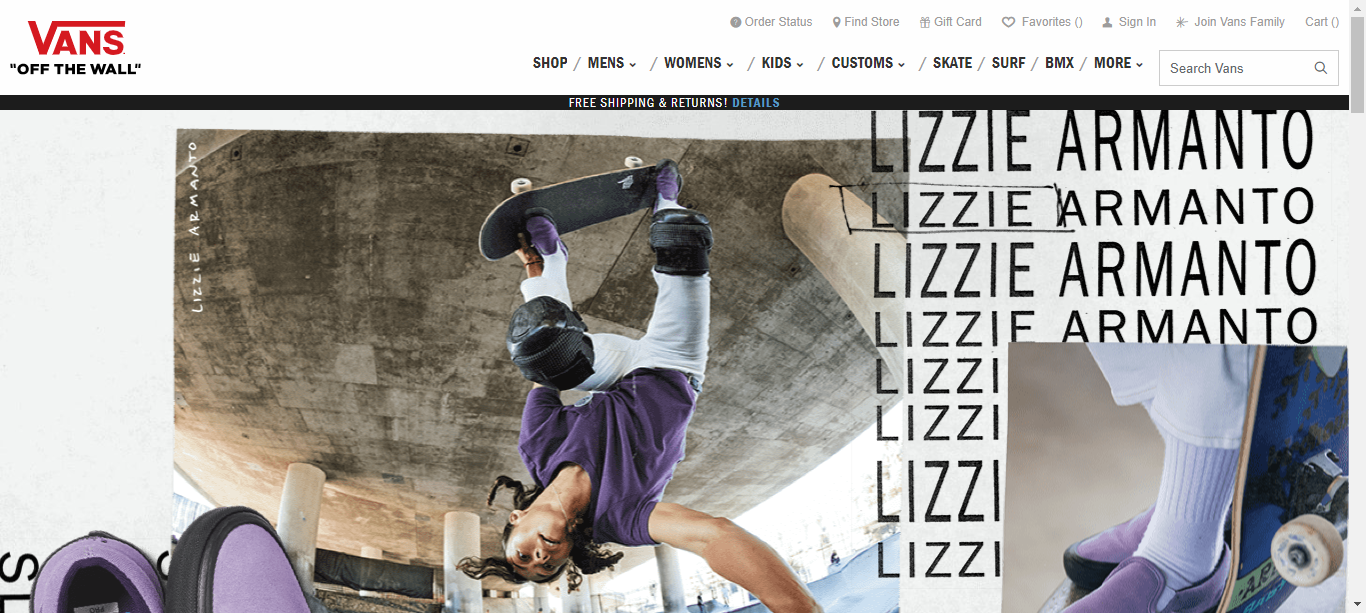 VANS
"OFF THE WALL"
Order Status Find Store Gift Card Favorites () Sign In Join Vans Family Cart ()
SHOP / MENS / WOMENS / KIDS / CUSTOMS / SKATE / SURF / BMX / MORE
Search Vans
FREE SHIPPING & RETURNS! DETAILS
LIZZIE ARMANTO
LIZZIE ARMANTO
LIZZIE ARMANTO
LIZZIE ARMANTO
LIZZIE ARMANTO
LIZZI
LIZZI
LIZZI
LIZZI